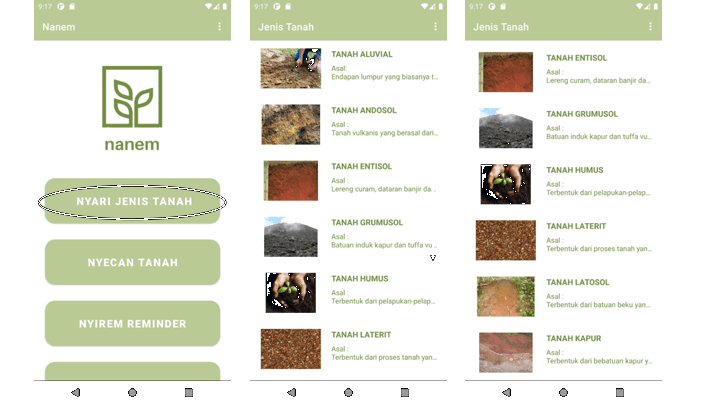 9:17
Nanem
nanem
NYARI JENIS TANAH
NYECAN TANAH
NYIREM REMINDER
9:17
Jenis Tanah
TANAH ALUVIAL
Asal :
Endapan lumpur yang biasanya t...
TANAH ANDOSOL
Asal :
Tanah vulkanis yang berasal dari...
TANAH ENTISOL
Asal :
Lereng curam, dataran banjir da...
TANAH GRUMUSOL
Asal :
Batuan induk kapur dan tuffa vu...
TANAH HUMUS
Asal :
Terbentuk dari pelapukan-pelap...
TANAH LATERIT
Asal :
Terbentuk dari proses tanah yan...
9:17
Jenis Tanah
TANAH ENTISOL
Asal :
Lereng curam, dataran banjir da...
TANAH GRUMUSOL
Asal :
Batuan induk kapur dan tuffa vu...
TANAH HUMUS
Asal :
Terbentuk dari pelapukan-pelap...
TANAH LATERIT
Asal :
Terbentuk dari proses tanah yan...
TANAH LATOSOL
Asal :
Terbentuk dari batuan beku yan...
TANAH KAPUR
Asal :
Terbentuk dari bebatuan kapur y...